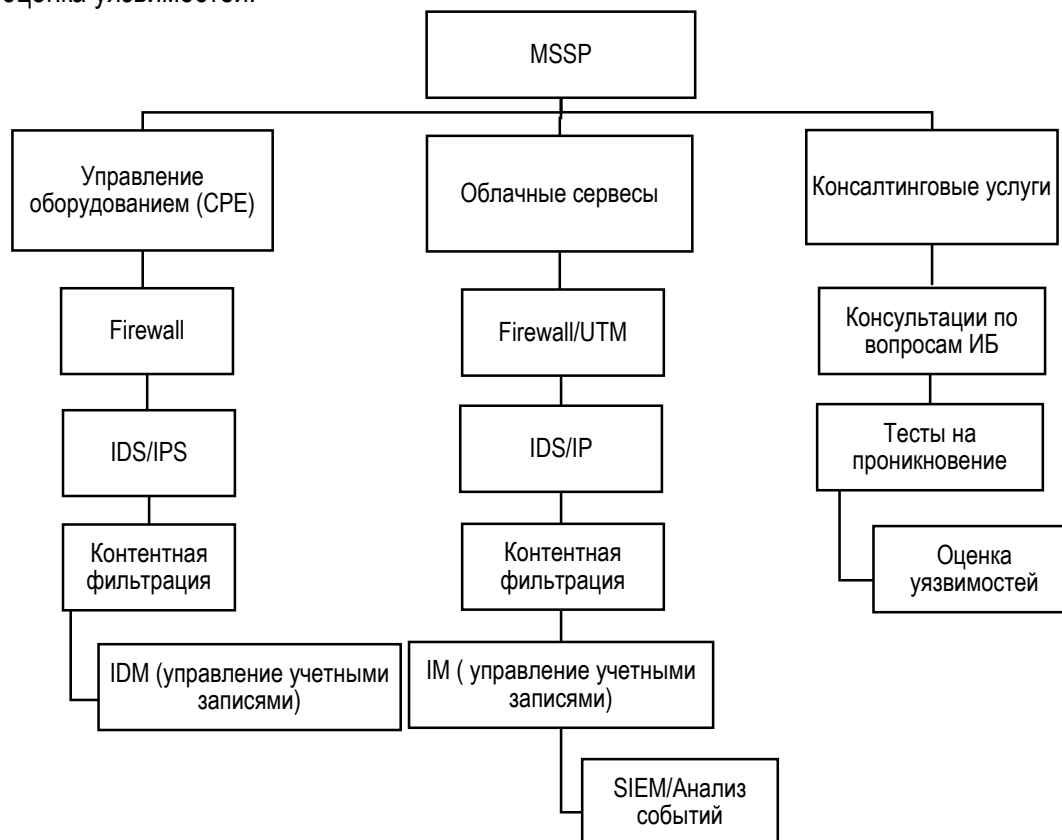 оценка уязвимостей.
MSSP
Управление
оборудованием (CPE)
Облачные сервесы
Консалтинговые услуги
Firewall
Firewall/UTM
Консультации по
вопросам ИБ
IDS/IPS
IDS/IP
Тесты на
проникновение
Контентная
фильтрация
Контентная
фильтрация
Оценка
уязвимостей
IDM (управление учетными
записями)
IM ( управление учетными
записями)
SIEM/Анализ
событий